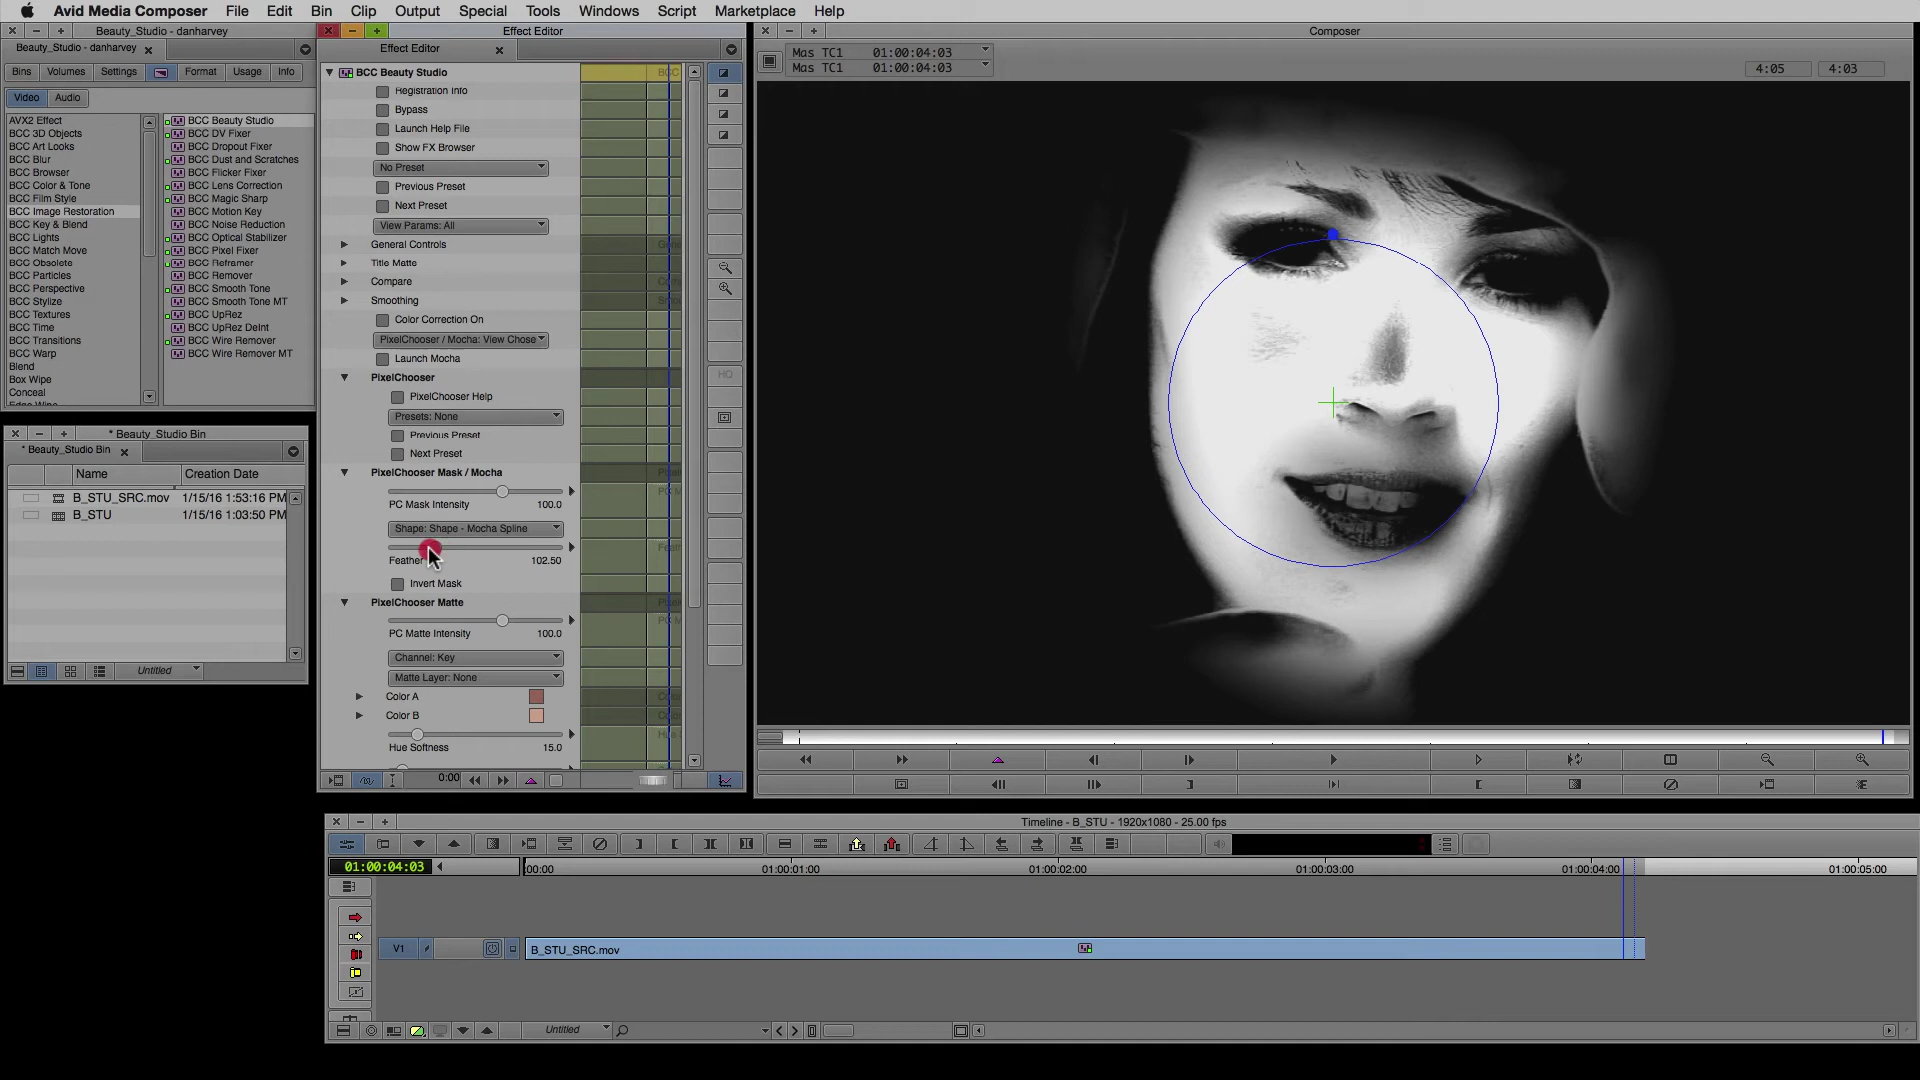 Avid Media Composer File Edit Bin Clip Output Special Tools Windows Script Marketplace Help
Beauty_Studio - danharvey
Beauty_Studio - danharvey
Bins Volumes Settings Format Usage Info
Video Audio
AVX2 Effect
BCC 3D Objects
BCC Art Looks
BCC Blur
BCC Browser
BCC Color & Tone
BCC Film Style
BCC Image Restoration
BCC Key & Blend
BCC Lights
BCC Match Move
BCC Obsolete
BCC Particles
BCC Perspective
BCC Stylize
BCC Textures
BCC Time
BCC Transitions
BCC Warp
Blend
Box Wipe
Conceal
Edge Wipe
BCC Beauty Studio
BCC DV Fixer
BCC Dropout Fixer
BCC Dust and Scratches
BCC Flicker Fixer
BCC Lens Correction
BCC Magic Sharp
BCC Motion Key
BCC Noise Reduction
BCC Optical Stabilizer
BCC Pixel Fixer
BCC Reframer
BCC Remover
BCC Smooth Tone
BCC Smooth Tone MT
BCC UpRez
BCC UpRez DeInt
BCC Wire Remover
BCC Wire Remover MT
* Beauty_Studio Bin
* Beauty_Studio Bin
Name Creation Date
B_STU_SRC.mov 1/15/16 1:53:16 PM
B_STU 1/15/16 1:03:50 PM
Untitled
Effect Editor
Effect Editor
BCC Beauty Studio
Registration Info
Bypass
Launch Help File
Show FX Browser
No Preset
Previous Preset
Next Preset
View Params: All
General Controls
Title Matte
Compare
Smoothing
Color Correction On
PixelChooser / Mocha: View Chose
Launch Mocha
PixelChooser
PixelChooser Help
Presets: None
Previous Preset
Next Preset
PixelChooser Mask / Mocha
PC Mask Intensity 100.0
Shape: Shape - Mocha Spline
Feather 102.50
Invert Mask
PixelChooser Matte
PC Matte Intensity 100.0
Channel: Key
Matte Layer: None
Color A
Color B
Hue Softness 15.0
0:00
HQ
Composer
Mas TC1 01:00:04:03
Mas TC1 01:00:04:03
4:05 4:03
Timeline - B_STU - 1920x1080 - 25.00 fps
01:00:04:03
:00:00 01:00:01:00 01:00:02:00 01:00:03:00 01:00:04:00 01:00:05:00
V1 B_STU_SRC.mov
Untitled